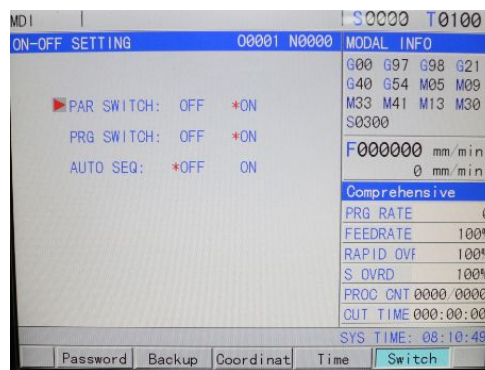 MDI
S0000 T0100
ON-OFF SETTING O0001 N0000
PAR SWITCH: OFF *ON
PRG SWITCH: OFF *ON
AUTO SEQ: *OFF ON
MODAL INFO
G00 G97 G98 G21
G40 G54 M05 M09
M33 M41 M13 M30
S0300
F000000 mm/min
0 mm/min
Comprehensive
PRG RATE
FEEDRATE 100%
RAPID OVF 100%
S OVRD 100%
PROC CNT 0000/0000
CUT TIME 000:00:00
SYS TIME: 08:10:49
Password Backup Coordinat Time Switch